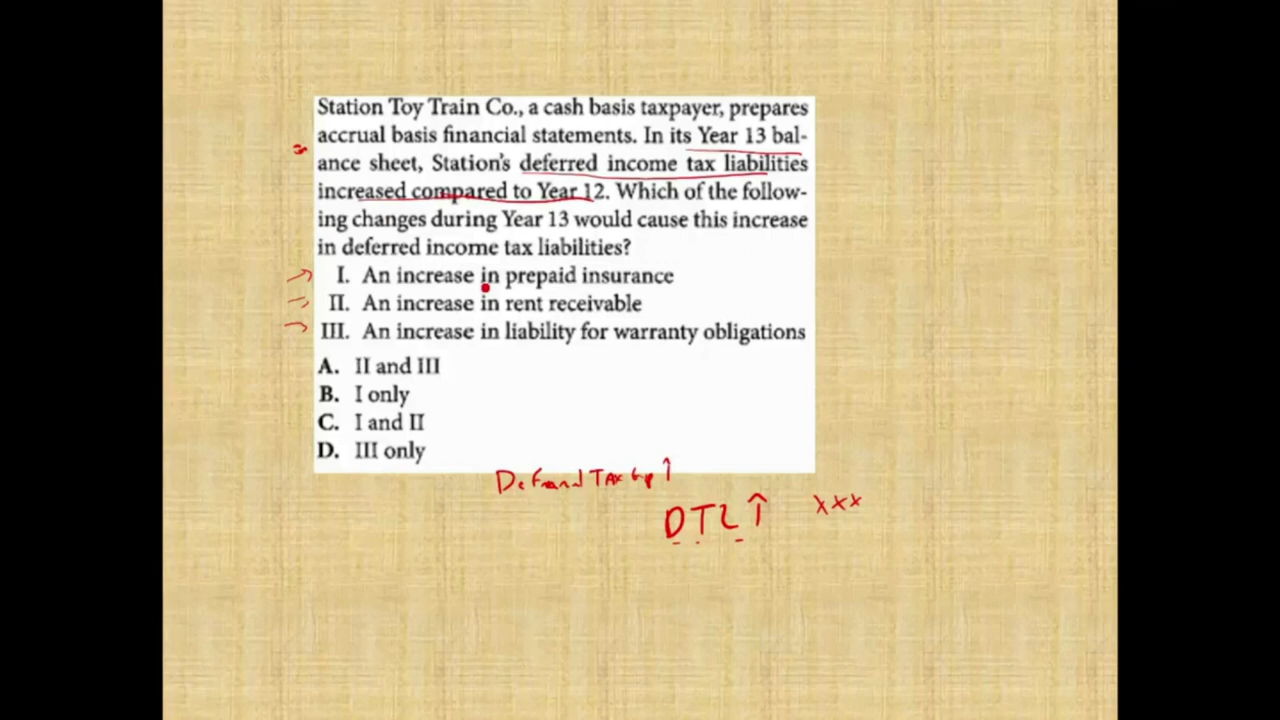 Station Toy Train Co., a cash basis taxpayer, prepares
accrual basis financial statements. In its Year 13 bal-
ance sheet, Station's deferred income tax liabilities
increased compared to Year 12. Which of the follow-
ing changes during Year 13 would cause this increase
in deferred income tax liabilities?
I. An increase in prepaid insurance
II. An increase in rent receivable
III. An increase in liability for warranty obligations
A. II and III
B. I only
C. I and II
D. III only
Tax ↑
DTL ↑ xxx